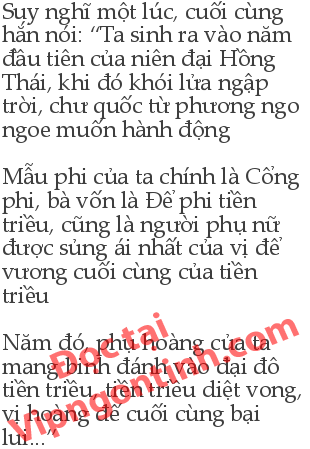 Suy nghĩ một lúc, cuối cùng
hắn nói: “Ta sinh ra vào năm
đầu tiên của niên đại Hồng
Thái, khi đó khói lửa ngập
trời, chư quốc từ phương ngo
ngoe muốn hành động
Mẫu phi của ta chính là Cổng
phi, bà vốn là Để phi tiền
triều, cũng là người phụ nữ
được sủng ái nhất của vị để
vương cuối cùng của tiền
triều
Năm đó, phụ hoàng của ta
mang binh đánh vào đại đô
tiền triều, tiền triều diệt vong,
vị hoàng đế cuối cùng bại
lui...“
Đọc tại
Vipngontinh.com